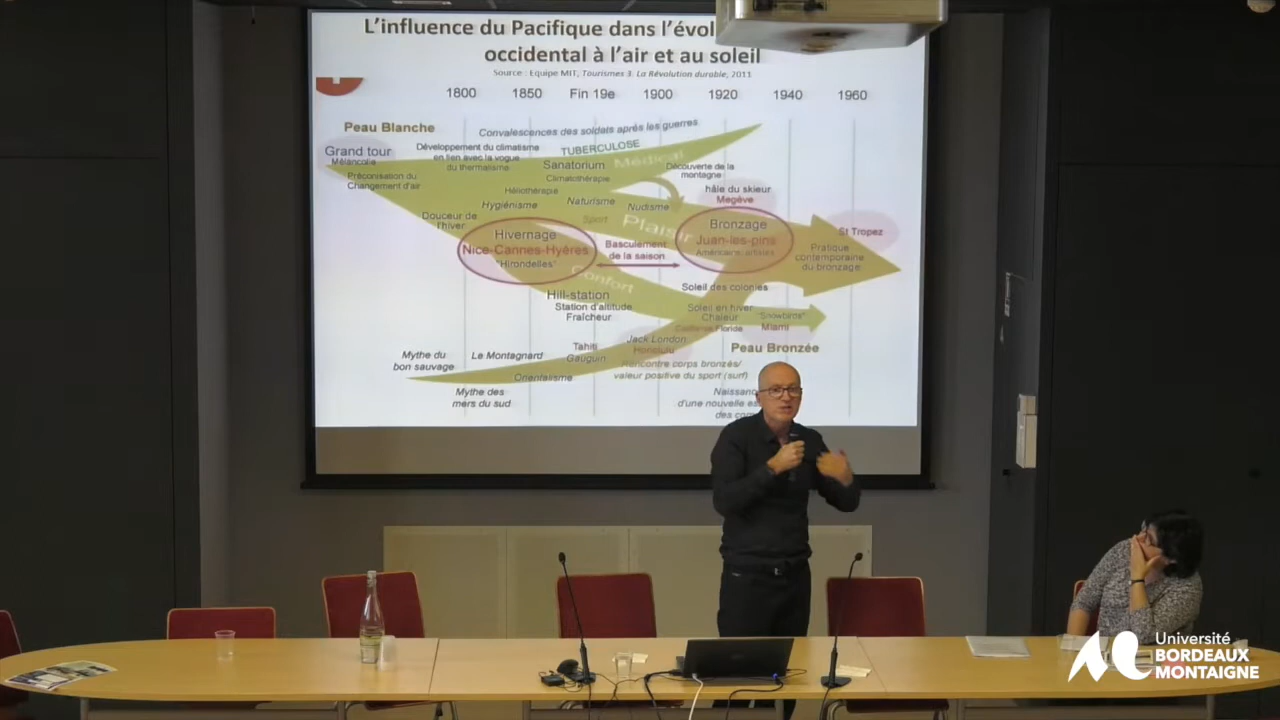 L'influence du Pacifique dans l'évol
occidental à l'air et au soleil
Source : Equipe MIT, Tourismes 3. La Révolution durable, 2011
1800 1850 Fin 19e 1900 1920 1940 1960
Peau Blanche
Convalescences des soldats après les guerres
Grand tour
Mélancolie
Développement du climatisme
en lien avec la vogue
du thermalisme
TUBERCULOSE
Médical
Sanatorium
Climatothérapie
Découverte de la
montagne
Préconisation du
Changement d'air
Héliothérapie
hâle du skieur
Megève
Hygiénisme
Naturisme
Nudisme
Douceur de
l'hiver
Sport
Plaisir
Bronzage
Juan-les-pins
Américains, artistes
St Tropez
Hivernage
Nice-Cannes-Hyères
"Hirondelles"
Basculement
de la saison
Pratique
contemporaine
du bronzage
Confort
Soleil des colonies
Hill-station
Station d'altitude
Fraîcheur
Soleil en hiver
Chaleur
California Floride
"Snowbirds"
Miami
Jack London
Honolulu
Peau Bronzée
Tahiti
Gauguin
Mythe du
bon sauvage
Le Montagnard
Rencontre corps bronzés/
valeur positive du sport (surf)
Orientalisme
Mythe des
mers du sud
Naissanc
d'une nouvelle es
des cor
Université
BORDEAUX
MONTAIGNE